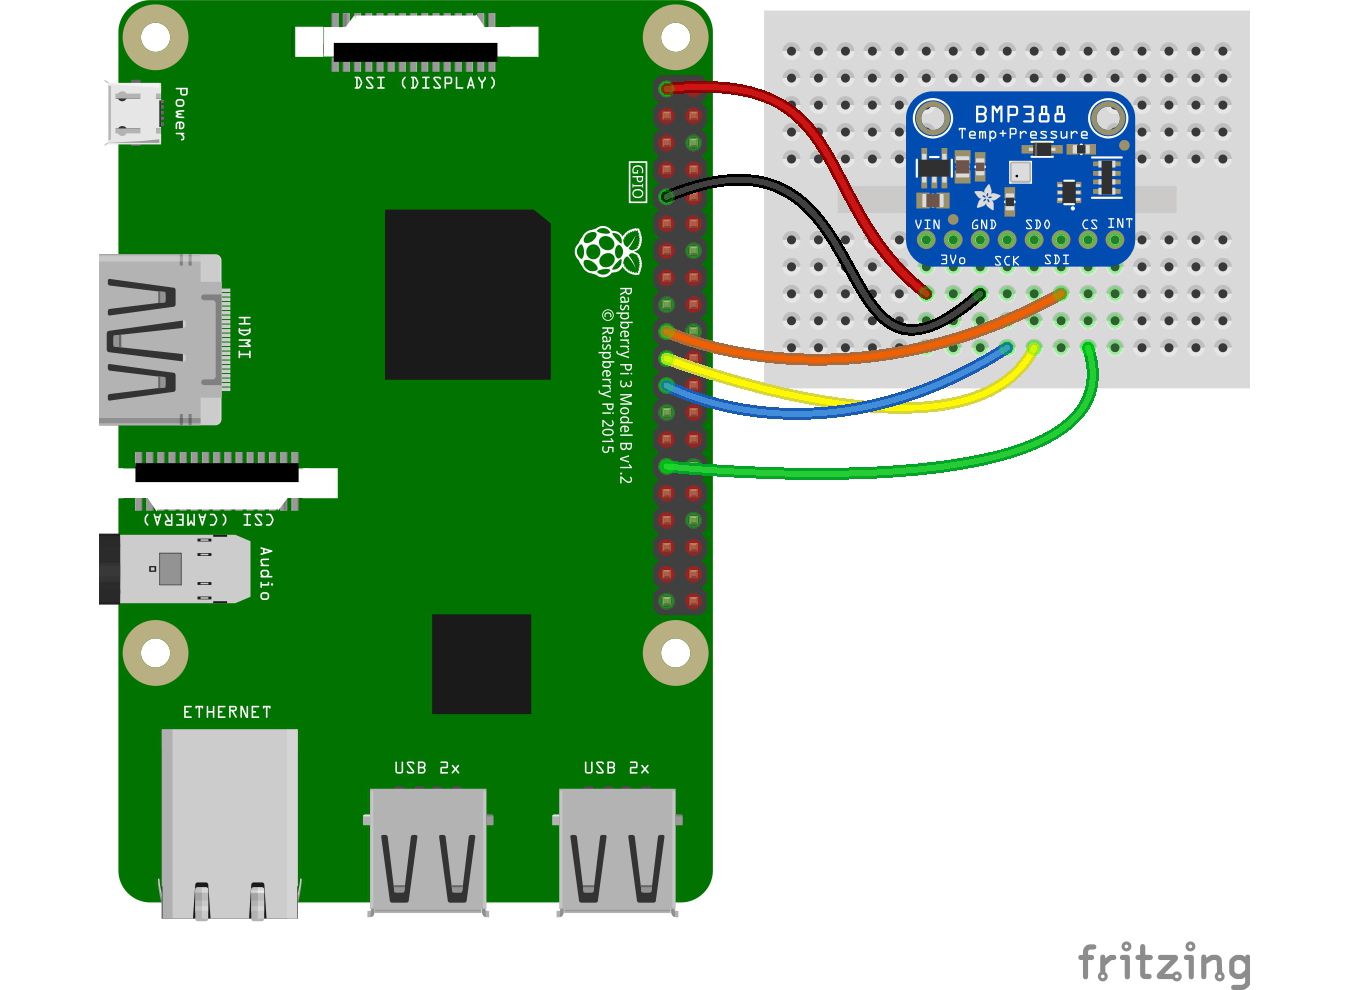 DSI (DISPLAY)
Power
GPIO
Raspberry Pi 3 Model B v1.2
© Raspberry Pi 2015
HDMI
CSI (CAMERA)
Audio
ETHERNET
USB 2x
USB 2x
BMP388
Temp+Pressure
VIN GND SDO CS INT
3Vo SCK SDI
fritzing